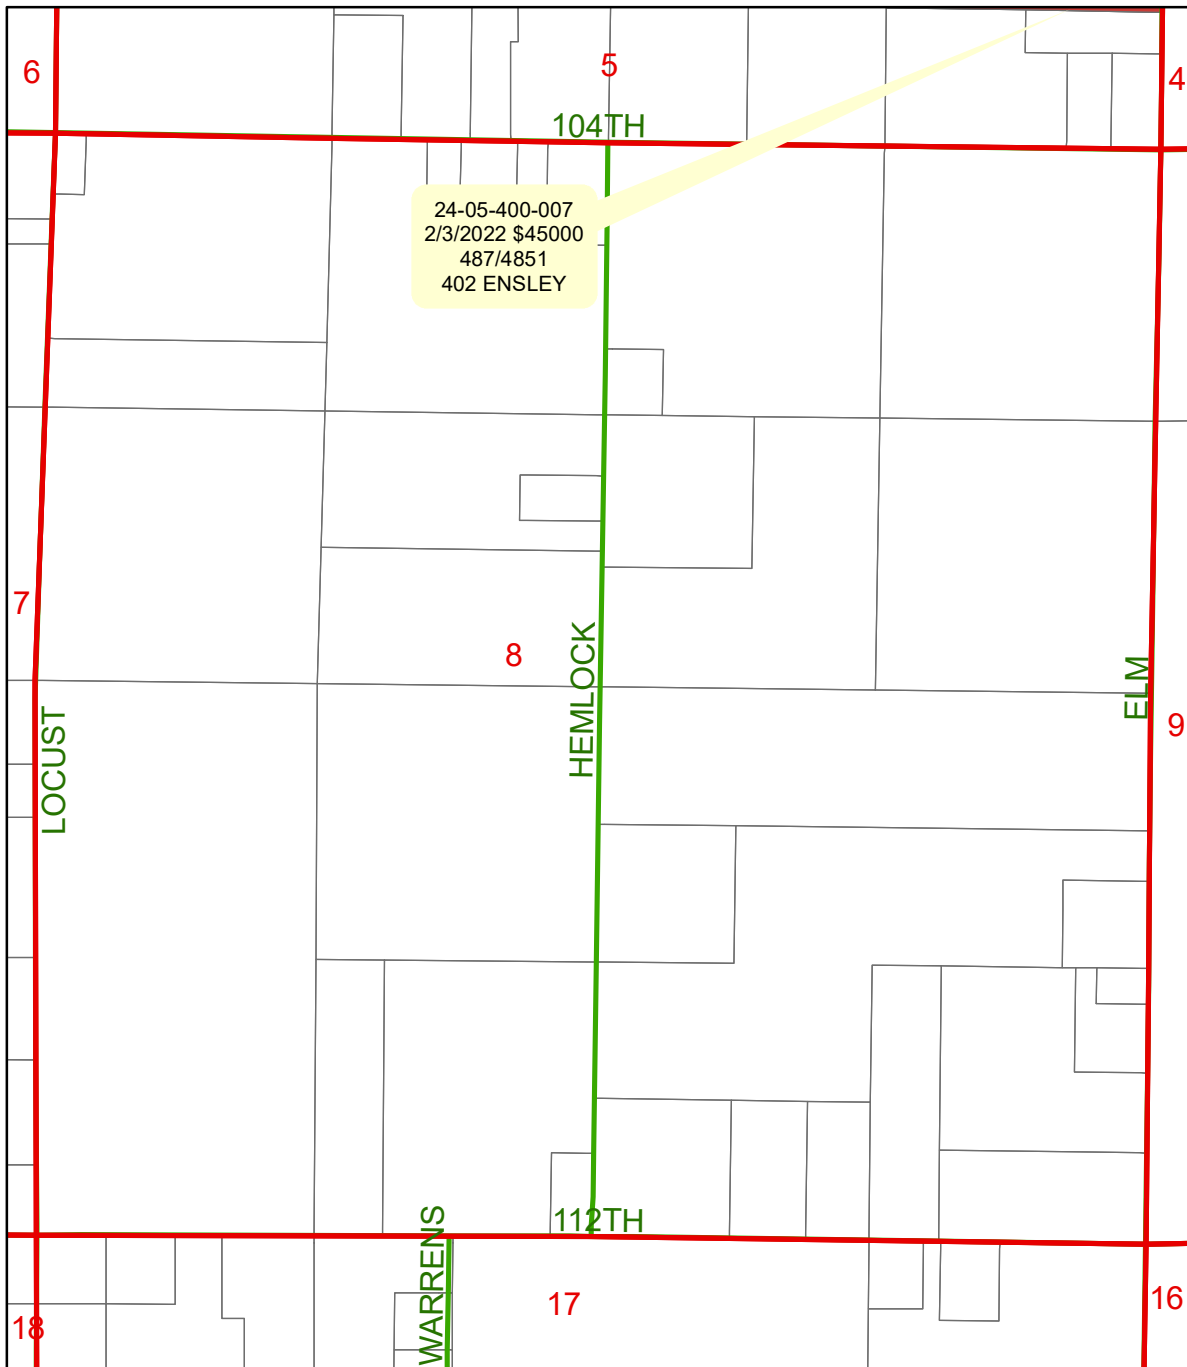 6
5
4
104TH
24-05-400-007
2/3/2022 $45000
487/4851
402 ENSLEY
7
8
HEMLOCK
ELM
LOCUST
9
112TH
WARRENS
17
16
18